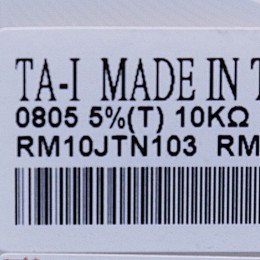 TA-I MADE IN T
0805 5%(T) 10KΩ
RM10JTN103 RM